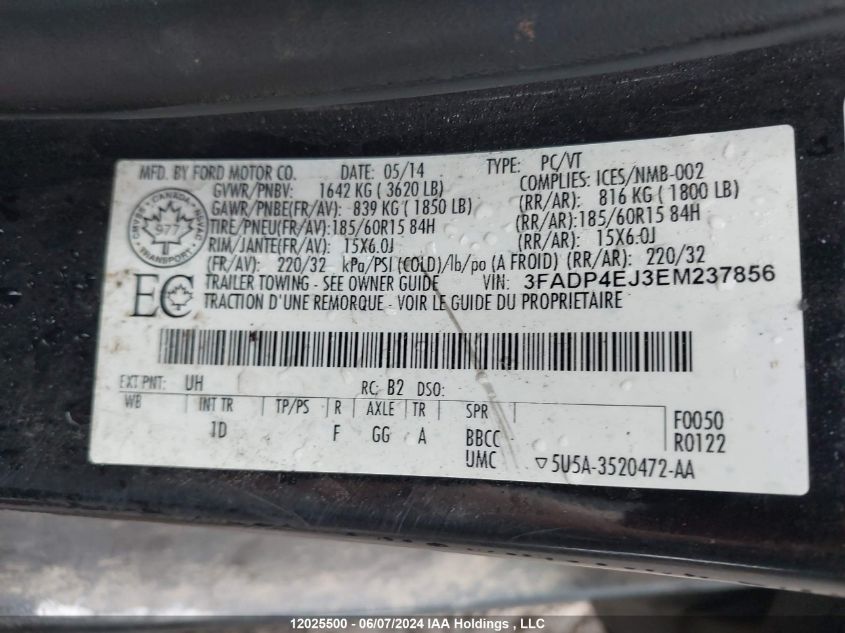 MFD. BY FORD MOTOR CO. DATE: 05/14 TYPE: PC/VT
GVWR/PNBV: 1642 KG ( 3620 LB) COMPLIES: ICES/NMB-002
GAWR/PNBE(FR/AV): 839 KG ( 1850 LB) (RR/AR): 816 KG ( 1800 LB)
TIRE/PNEU(FR/AV): 185/60R15 84H (RR/AR): 185/60R15 84H
RIM/JANTE(FR/AV): 15X6.0J (RR/AR): 15X6.0J
(FR/AV): 220/32 kPa/PSI (COLD)/lb/po (A FROID) (RR/AR): 220/32
TRAILER TOWING - SEE OWNER GUIDE VIN: 3FADP4EJ3EM237856
TRACTION D'UNE REMORQUE - VOIR LE GUIDE DU PROPRIETAIRE
CANADA
977
TRANSPORT
EC
EXT PNT: UH RC: B2 DSO:
WB INT TR TP/PS R AXLE TR SPR F0050
JD F GG A BBCC R0122
UMC ▽5U5A-3520472-AA
12025500 - 06/07/2024 IAA Holdings, LLC.